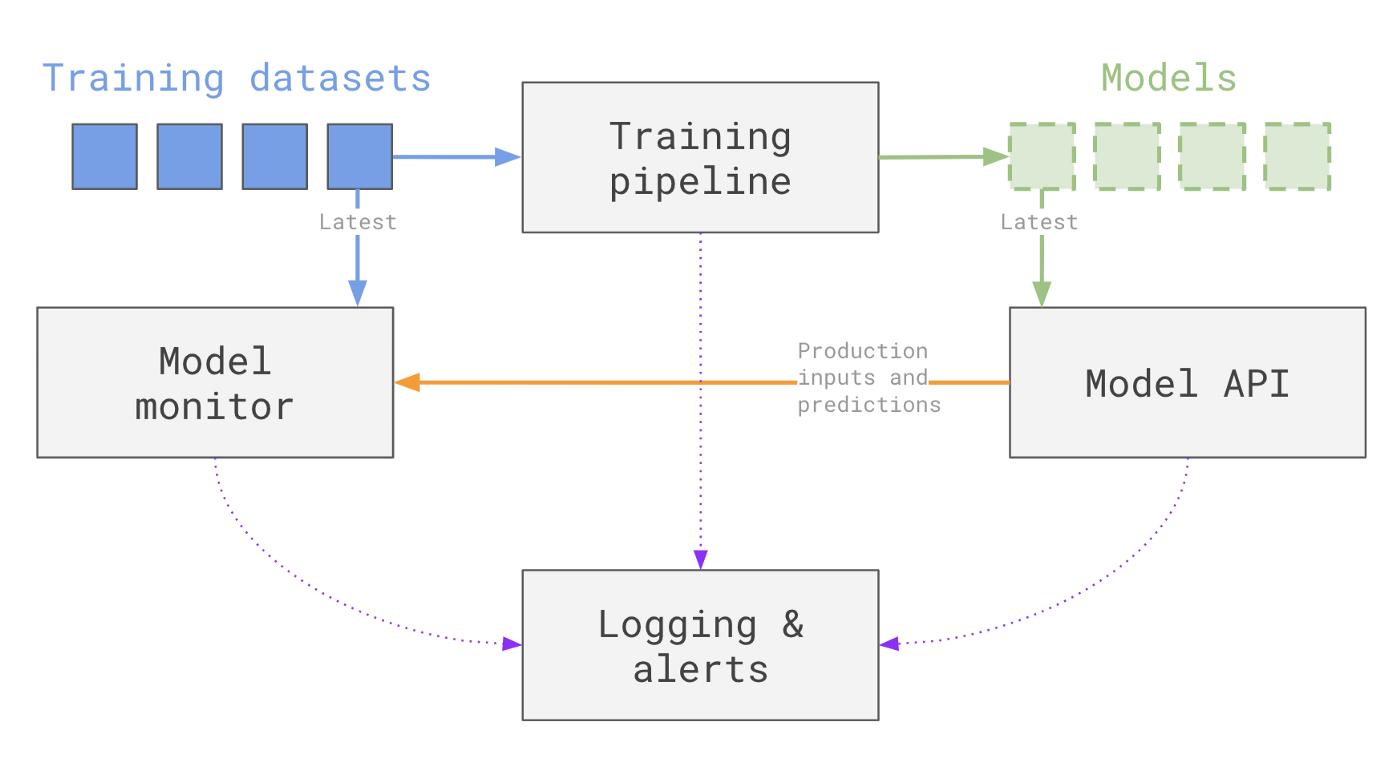 Training datasets
Training
pipeline
Models
Latest
Latest
Model
monitor
Production
inputs and
predictions
Model API
Logging &
alerts